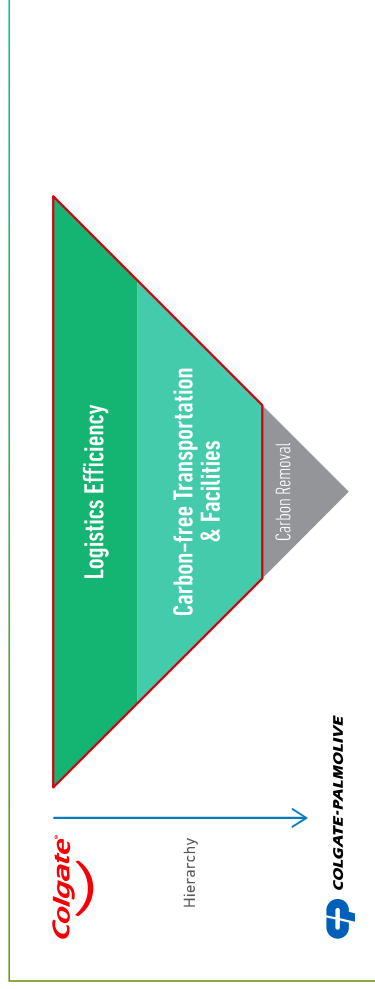 Colgate®
Hierarchy
Logistics Efficiency
Carbon-free Transportation
& Facilities
Carbon Removal
COLGATE-PALMOLIVE